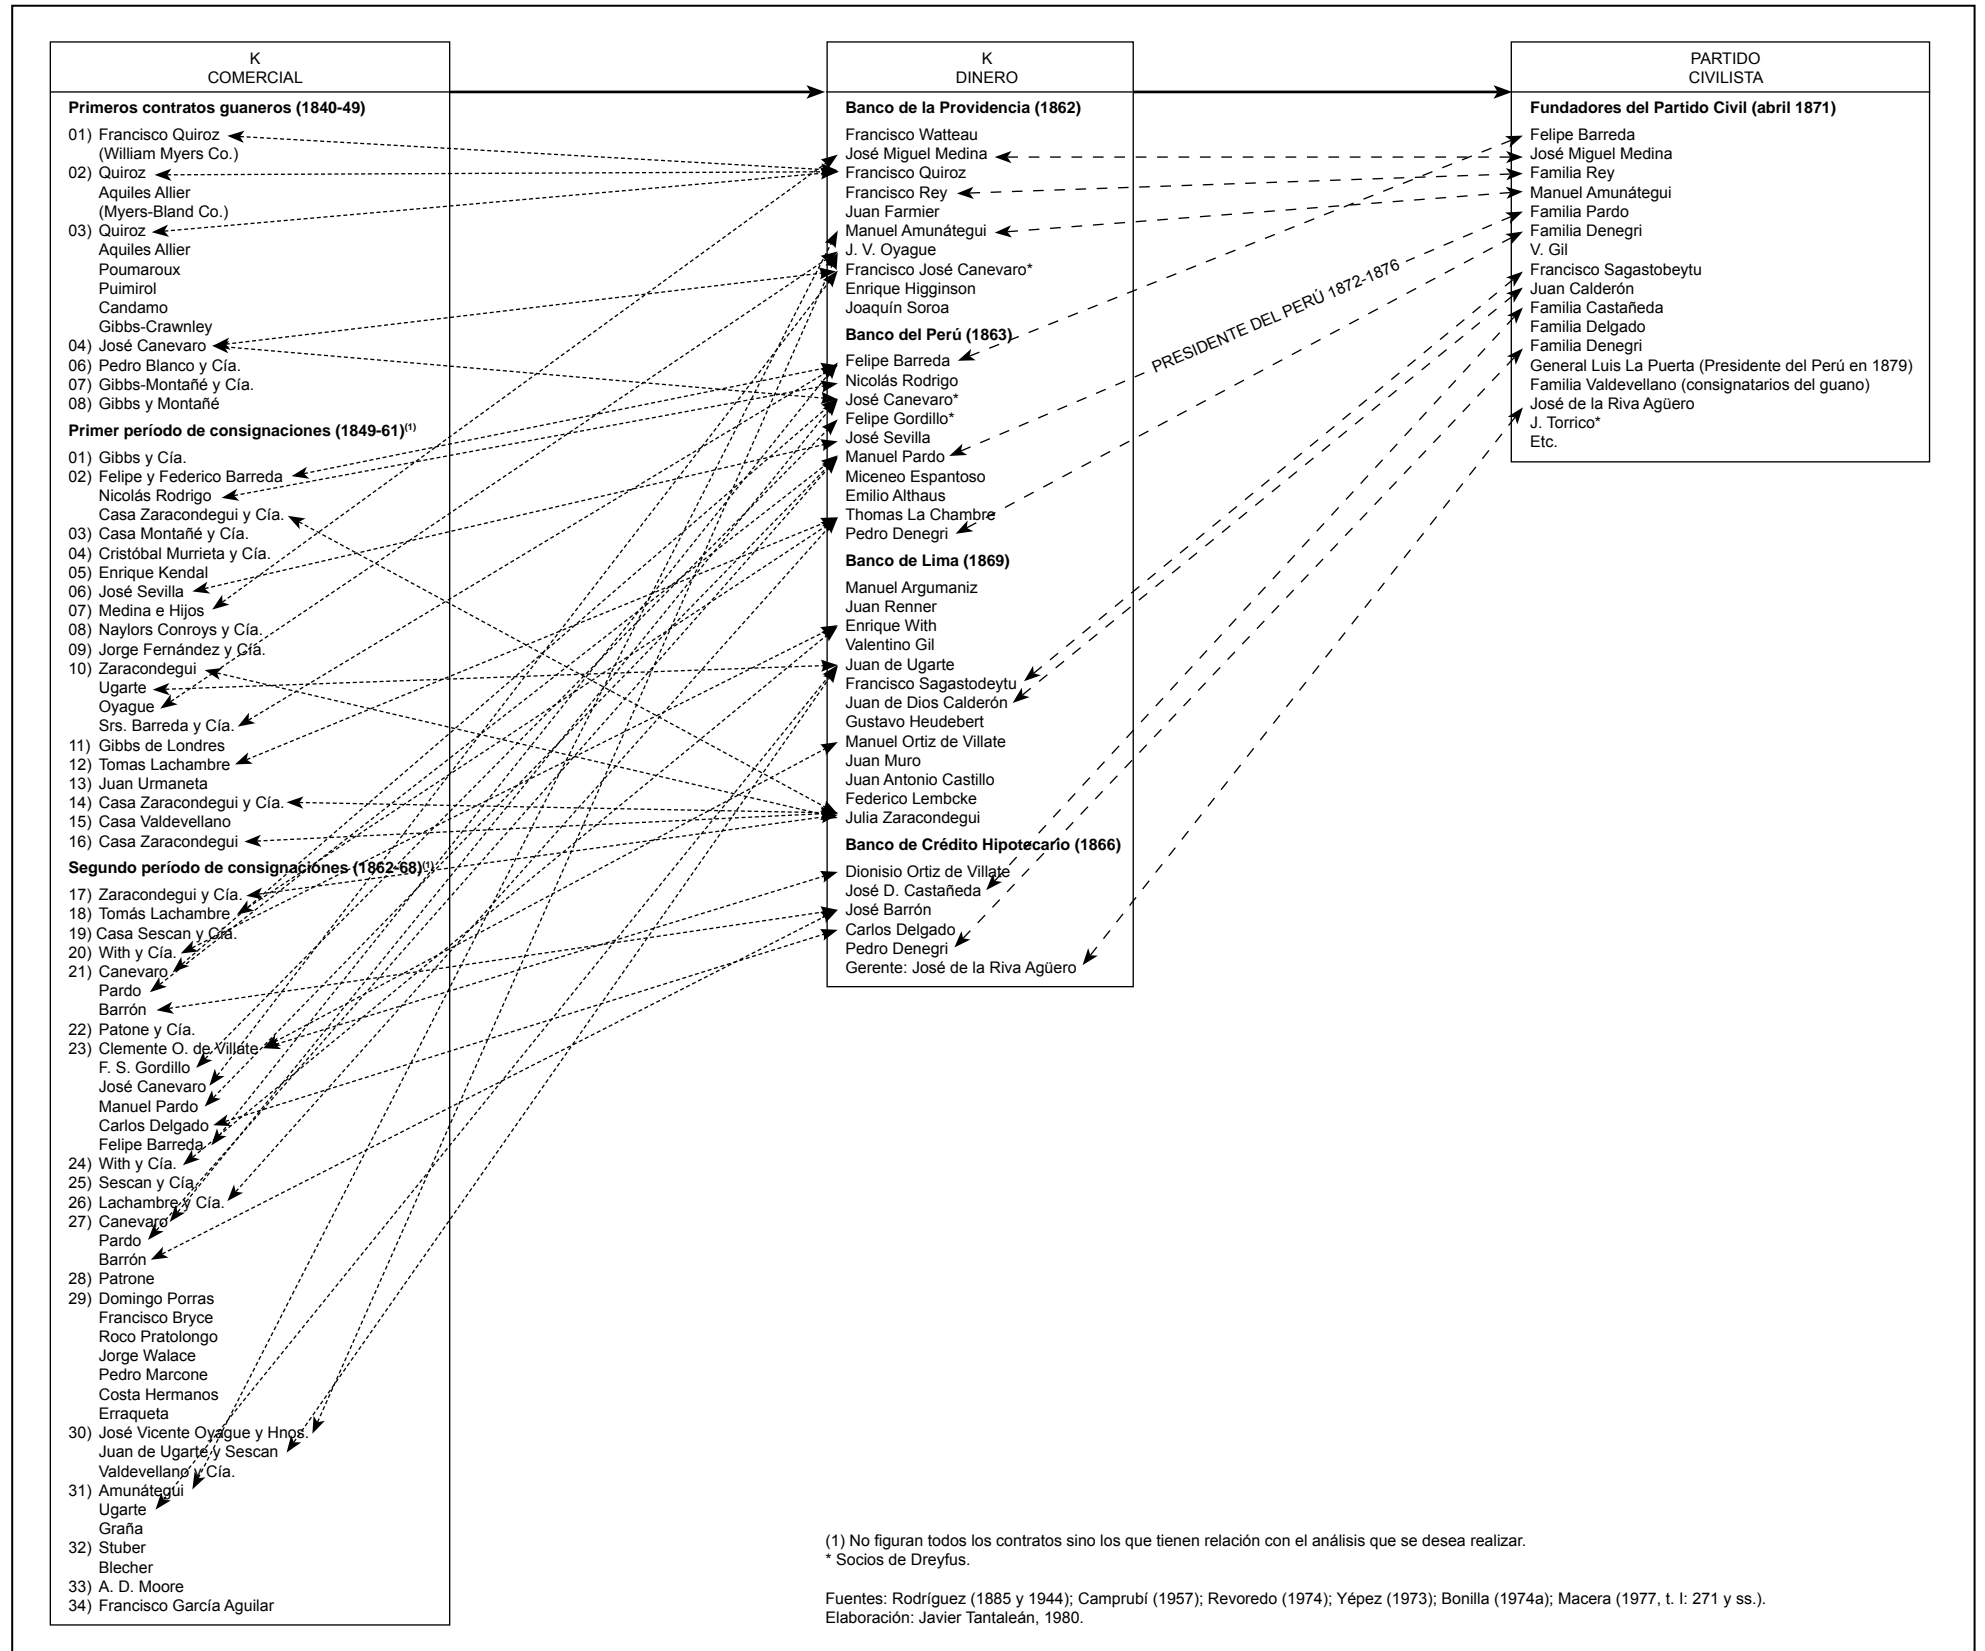 K
COMERCIAL
Primeros contratos guaneros (1840-49)
01) Francisco Quiroz
(William Myers Co.)
02) Quiroz
Aquiles Allier
(Myers-Bland Co.)
03) Quiroz
Aquiles Allier
Poumaroux
Puimirol
Candamo
Gibbs-Crawnley
04) José Canevaro
06) Pedro Blanco y Cía.
07) Gibbs-Montañé y Cía.
08) Gibbs y Montañé
Primer período de consignaciones (1849-61)(1)
01) Gibbs y Cía.
02) Felipe y Federico Barreda
Nicolás Rodrigo
Casa Zaracondegui y Cía.
03) Casa Montañé y Cía.
04) Cristóbal Murrieta y Cía.
05) Enrique Kendal
06) José Sevilla
07) Medina e Hijos
08) Naylors Conroys y Cía.
09) Jorge Fernández y Cía.
10) Zaracondegui
Ugarte
Oyague
Srs. Barreda y Cía.
11) Gibbs de Londres
12) Tomas Lachambre
13) Juan Urmaneta
14) Casa Zaracondegui y Cía.
15) Casa Valdevellano
16) Casa Zaracondegui
Segundo período de consignaciones (1862-68)(1)
17) Zaracondegui y Cía.
18) Tomás Lachambre
19) Casa Sescan y Cía.
20) With y Cía.
21) Canevaro
Pardo
Barrón
22) Patone y Cía.
23) Clemente O. de Villate
F. S. Gordillo
José Canevaro
Manuel Pardo
Carlos Delgado
Felipe Barreda
24) With y Cía.
25) Sescan y Cía.
26) Lachambre y Cía.
27) Canevaro
Pardo
Barrón
28) Patrone
29) Domingo Porras
Francisco Bryce
Roco Pratolongo
Jorge Walace
Pedro Marcone
Costa Hermanos
Erraqueta
30) José Vicente Oyague y Hnos.
Juan de Ugarte y Sescan
Valdevellano y Cía.
31) Amunátegui
Ugarte
Graña
32) Stuber
Blecher
33) A. D. Moore
34) Francisco García Aguilar
K
DINERO
Banco de la Providencia (1862)
Francisco Watteau
José Miguel Medina
Francisco Quiroz
Francisco Rey
Juan Farmier
Manuel Amunátegui
J. V. Oyague
Francisco José Canevaro*
Enrique Higginson
Joaquín Soroa
Banco del Perú (1863)
Felipe Barreda
Nicolás Rodrigo
José Canevaro*
Felipe Gordillo*
José Sevilla
Manuel Pardo
Miceneo Espantoso
Emilio Althaus
Thomas La Chambre
Pedro Denegri
Banco de Lima (1869)
Manuel Argumaniz
Juan Renner
Enrique With
Valentino Gil
Juan de Ugarte
Francisco Sagastodeytu
Juan de Dios Calderón
Gustavo Heudebert
Manuel Ortiz de Villate
Juan Muro
Juan Antonio Castillo
Federico Lembcke
Julia Zaracondegui
Banco de Crédito Hipotecario (1866)
Dionisio Ortiz de Villate
José D. Castañeda
José Barrón
Carlos Delgado
Pedro Denegri
Gerente: José de la Riva Agüero
PRESIDENTE DEL PERÚ 1872-1876
PARTIDO
CIVILISTA
Fundadores del Partido Civil (abril 1871)
Felipe Barreda
José Miguel Medina
Familia Rey
Manuel Amunátegui
Familia Pardo
Familia Denegri
V. Gil
Francisco Sagastobeytu
Juan Calderón
Familia Castañeda
Familia Delgado
Familia Denegri
General Luis La Puerta (Presidente del Perú en 1879)
Familia Valdevellano (consignatarios del guano)
José de la Riva Agüero
J. Torrico*
Etc.
(1) No figuran todos los contratos sino los que tienen relación con el análisis que se desea realizar.
* Socios de Dreyfus.
Fuentes: Rodríguez (1885 y 1944); Camprubí (1957); Revoredo (1974); Yépez (1973); Bonilla (1974a); Macera (1977, t. I: 271 y ss.).
Elaboración: Javier Tantaleán, 1980.